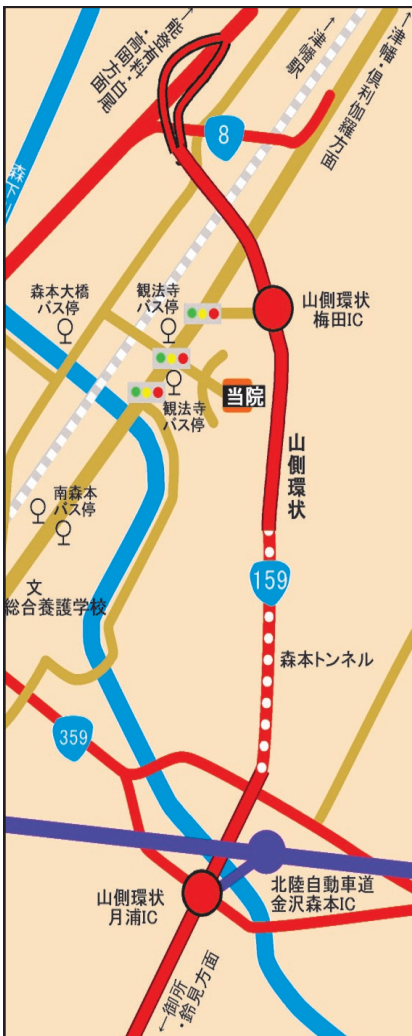 ←能登有料・白尾
・高岡方面
←津幡駅
←津幡・倶利伽羅方面
8
森下川
森本大橋
バス停
観法寺
バス停
山側環状
梅田IC
当院
観法寺
バス停
山側環状
南森本
バス停
159
文
総合養護学校
森本トンネル
359
北陸自動車道
金沢森本IC
山側環状
月浦IC
←御所
・鈴見方面